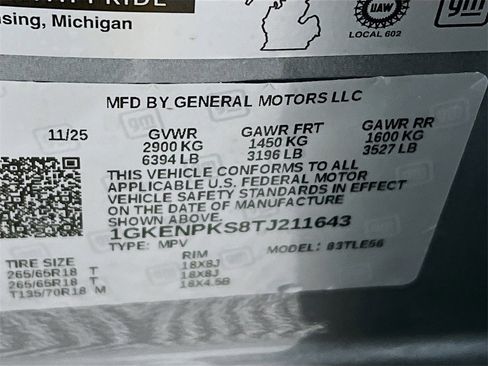 RIDE
sing, Michigan
UAW
LOCAL 602
gm
MFD BY GENERAL MOTORS LLC
11/25 GVWR GAWR FRT GAWR RR
2900 KG 1450 KG 1600 KG
6394 LB 3196 LB 3527 LB
THIS VEHICLE CONFORMS TO ALL
APPLICABLE U.S. FEDERAL MOTOR
VEHICLE SAFETY STANDARDS IN EFFECT
ON THE DATE OF MANUFACTURE
SHOWN ABOVE.
1GKENPKS8TJ211643
TYPE: MPV MODEL: 83TLE56
TIRE SIZE RIM
265/65R18 T 18X8J
265/65R18 T 18X8J
T135/70R18 M 18X4.5B